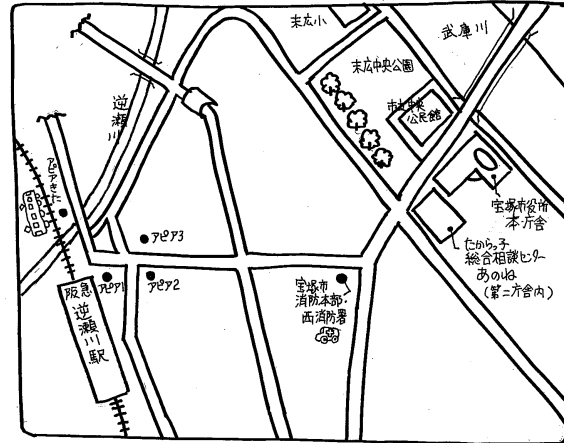 末広小
武庫川
末広中央公園
市立中央
公民館
逆瀬川
アピアきた
宝塚市役所
本庁舎
たからっ子
総合相談センター
あのね
(第二庁舎内)
アピア3
アピア1
アピア2
阪急
逆瀬川駅
宝塚市
消防本部・
西消防署